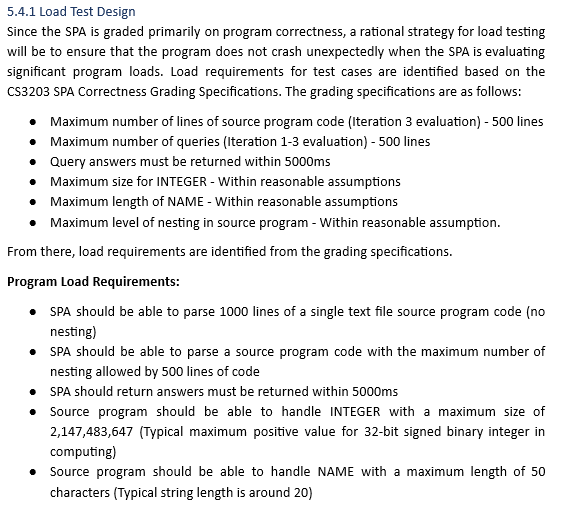 5.4.1 Load Test Design
Since the SPA is graded primarily on program correctness, a rational strategy for load testing
will be to ensure that the program does not crash unexpectedly when the SPA is evaluating
significant program loads. Load requirements for test cases are identified based on the
CS3203 SPA Correctness Grading Specifications. The grading specifications are as follows:
● Maximum number of lines of source program code (Iteration 3 evaluation) - 500 lines
● Maximum number of queries (Iteration 1-3 evaluation) - 500 lines
● Query answers must be returned within 5000ms
● Maximum size for INTEGER - Within reasonable assumptions
● Maximum length of NAME - Within reasonable assumptions
● Maximum level of nesting in source program - Within reasonable assumption.
From there, load requirements are identified from the grading specifications.
Program Load Requirements:
● SPA should be able to parse 1000 lines of a single text file source program code (no
nesting)
● SPA should be able to parse a source program code with the maximum number of
nesting allowed by 500 lines of code
● SPA should return answers must be returned within 5000ms
● Source program should be able to handle INTEGER with a maximum size of
2,147,483,647 (Typical maximum positive value for 32-bit signed binary integer in
computing)
● Source program should be able to handle NAME with a maximum length of 50
characters (Typical string length is around 20)